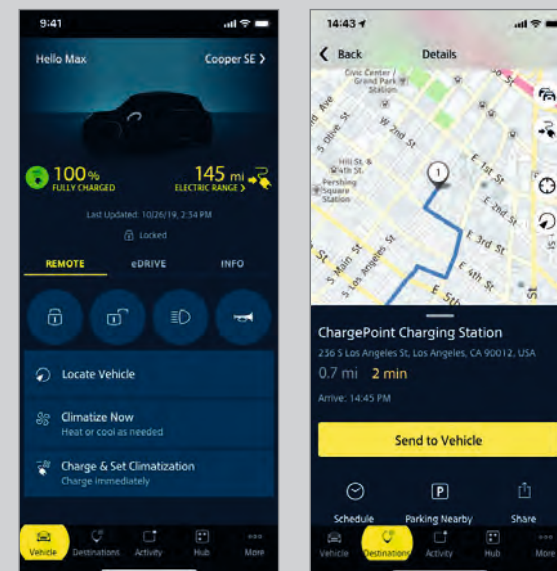 9:41
Hello Max
Cooper SE >
100%
FULLY CHARGED
145 mi
ELECTRIC RANGE >
Last Updated: 10/26/19, 2:54 PM
Locked
REMOTE eDRIVE INFO
Locate Vehicle
Climatize Now
Heat or cool as needed
Charge & Set Climatization
Charge immediately
Vehicle Destinations Activity Hub More
14:43
Back Details
Civic Center /
Grand Park
Station
S Olive St
W 2nd St
Hill St. &
W 4th St.
Pershing
Square
Station
1
E 1st St
E 2nd St
E 3rd St
E 4th St
E 5th
S Main St
S Los Angeles St
ChargePoint Charging Station
236 S Los Angeles St, Los Angeles, CA 90012, USA
0.7 mi 2 min
Arrive: 14:45 PM
Send to Vehicle
P
Schedule Parking Nearby Share
Vehicle Destinations Activity Hub More